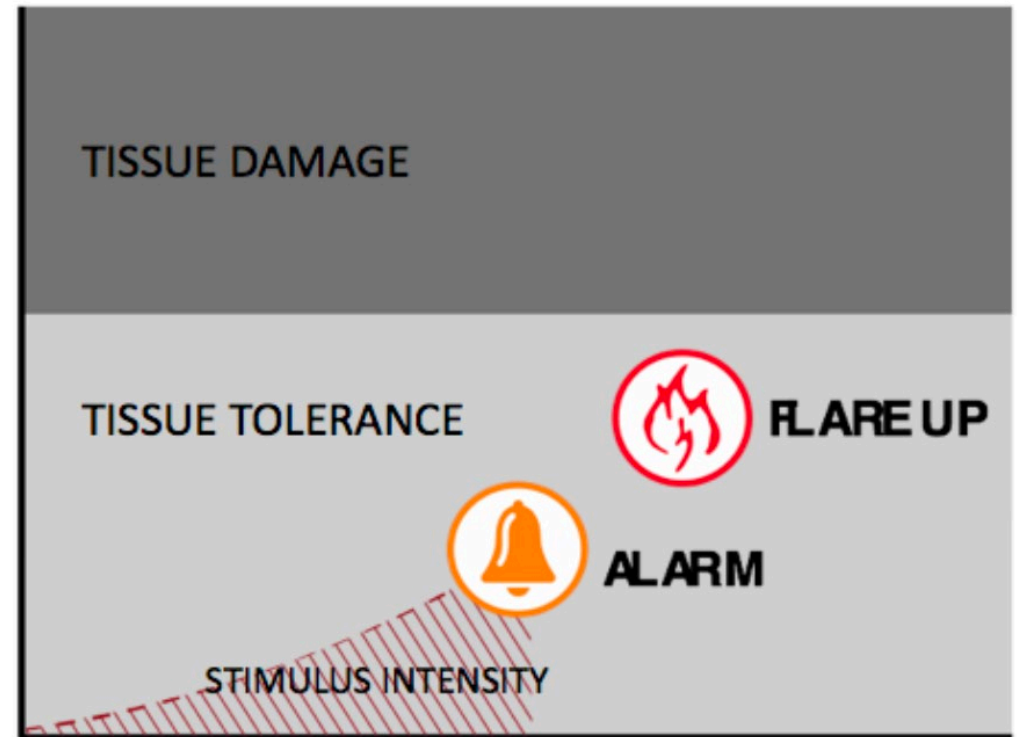 TISSUE DAMAGE
TISSUE TOLERANCE
FLARE UP
ALARM
STIMULUS INTENSITY